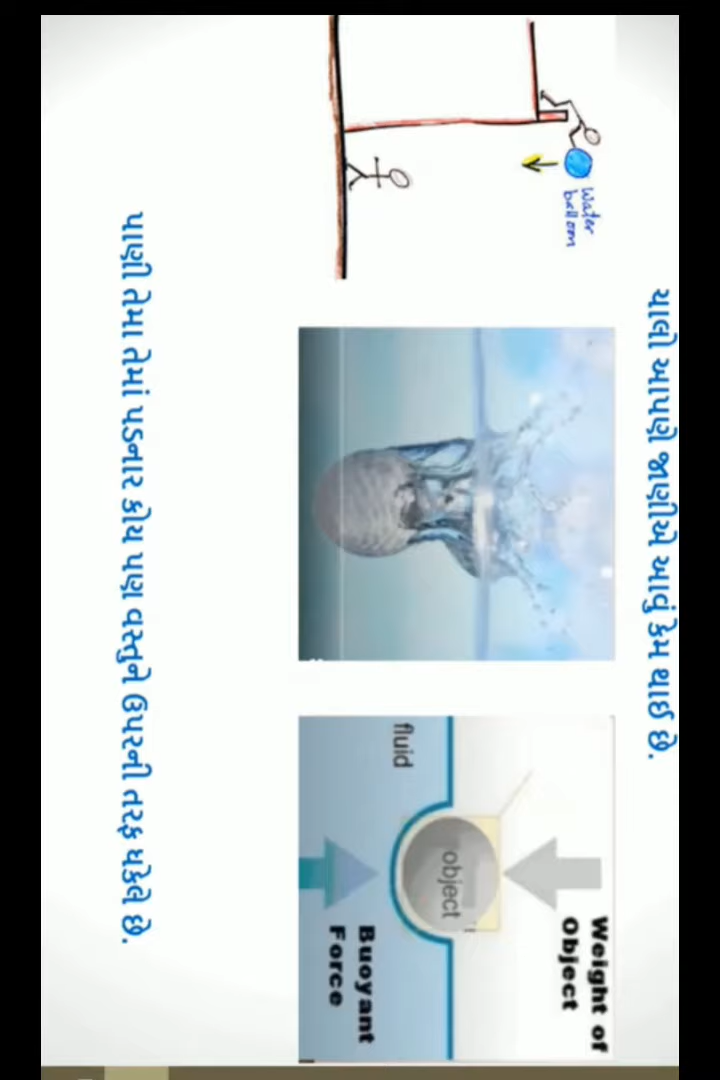 ચાલો આપણે જાણીયે આવું કેમ થાઈ છે.
Water
balloon
Weight of
Object
object
fluid
Buoyant
Force
પાણી તેમા તેમાં પડનાર કોય પણ વસ્તુને ઉપરની તરફ ધકેલે છે.